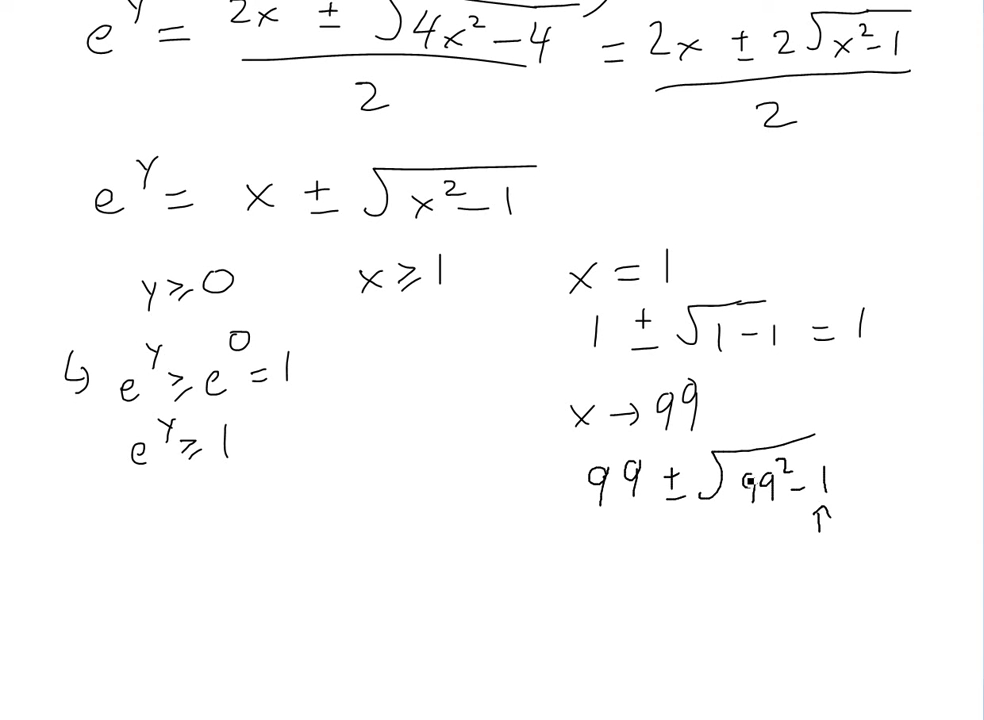 e^y = (2x ± √(4x² - 4))/2 = (2x ± 2√(x² - 1))/2
e^y = x ± √(x² - 1)
y ≥ 0   x ≥ 1   x = 1
1 ± √(1 - 1) = 1
↳ e^y ≥ e^0 = 1
x → 99
e^y ≥ 1
99 ± √(99² - 1)
↑